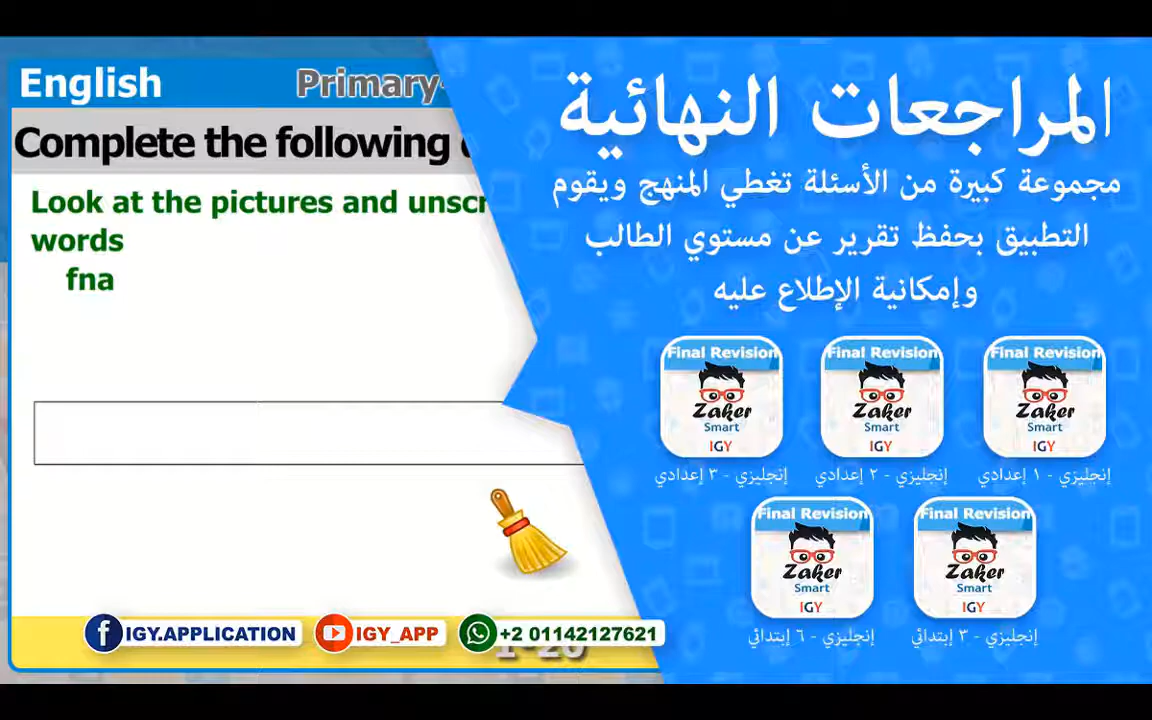 English
Primary-
Complete the following
Look at the pictures and unscr
words
fna
المراجعات النهائية
مجموعة كبيرة من الأسئلة تغطي المنهج ويقوم
التطبيق بحفظ تقرير عن مستوي الطالب
وإمكانية الإطلاع عليه
Final Revision
Zaker
Smart
IGY
إنجليزي - ١ إعدادي
Final Revision
Zaker
Smart
IGY
إنجليزي - ٢ إعدادي
Final Revision
Zaker
Smart
IGY
إنجليزي - ٣ إعدادي
Final Revision
Zaker
Smart
IGY
إنجليزي - ٣ إبتدائي
Final Revision
Zaker
Smart
IGY
إنجليزي - ٦ إبتدائي
IGY.APPLICATION
IGY_APP
+2 01142127621